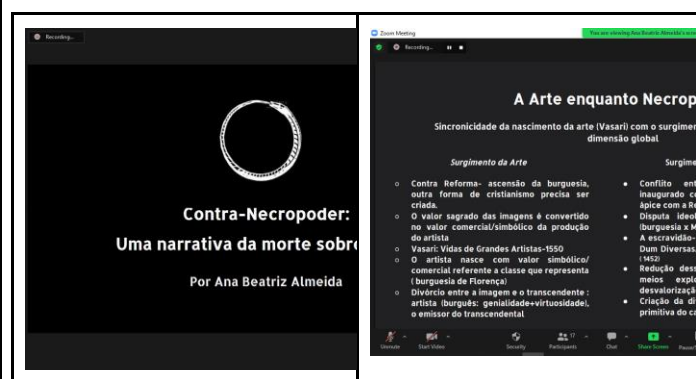 Recording...
Contra-Necropoder:
Uma narrativa da morte sobr
Por Ana Beatriz Almeida
Zoom Meeting
You are viewing Ana Beatriz Almeida's scre
Recording...
A Arte enquanto Necrop
Sincronicidade da nascimento da arte (Vasari) com o surgimen
dimensão global
Surgimento da Arte
Contra Reforma- ascensão da burguesia,
outra forma de cristianismo precisa ser
criada.
O valor sagrado das imagens é convertido
no valor comercial/simbólico da produção
do artista
Vasari: Vidas de Grandes Artistas-1550
O artista nasce com valor simbólico/
comercial referente a classe que representa
( burguesia de Florença)
Divórcio entre a imagem e o transcendente :
artista (burguês: genialidade+virtuosidade),
o emissor do transcendental
Surgime
Conflito ent
inaugurado co
ápice com a Re
Disputa ideol
(burguesia x M
A escravidão-
Dum Diversas
( 1452)
Redução dess
meios explo
desvalorizaçã
Criação da di
primitiva do ca
Unmute
Start Video
Security
Participants
17
Chat
Share Screen
Pause/